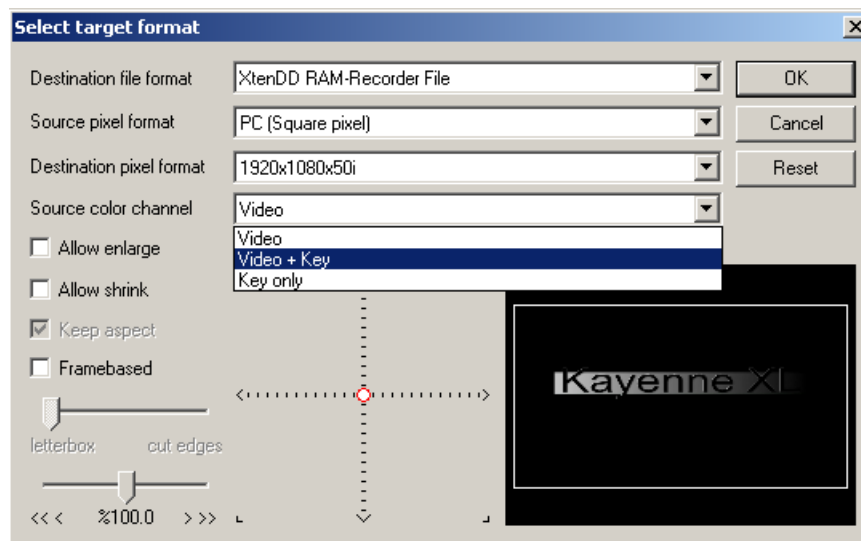 Select target format
Destination file format XtenDD RAM-Recorder File OK
Source pixel format PC (Square pixel) Cancel
Destination pixel format 1920x1080x50i Reset
Source color channel Video
Video
Allow enlarge
Video + Key
Key only
Allow shrink
Keep aspect
Framebased
Kayenne XL
letterbox cut edges
<< < %100.0 > >>